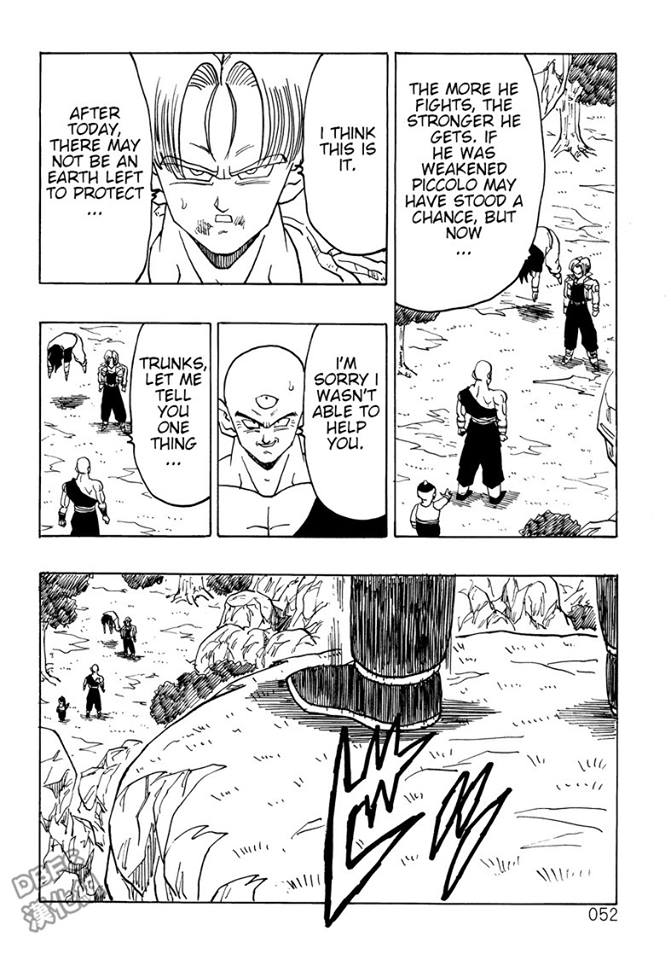 THE MORE HE
FIGHTS, THE
STRONGER HE
GETS. IF
HE WAS
WEAKENED
PICCOLO MAY
HAVE STOOD A
CHANCE, BUT
NOW
...
I THINK
THIS IS
IT.
AFTER
TODAY,
THERE MAY
NOT BE AN
EARTH LEFT
TO PROTECT
...
I'M
SORRY I
WASN'T
ABLE TO
HELP
YOU.
TRUNKS,
LET ME
TELL
YOU
ONE
THING
...
052